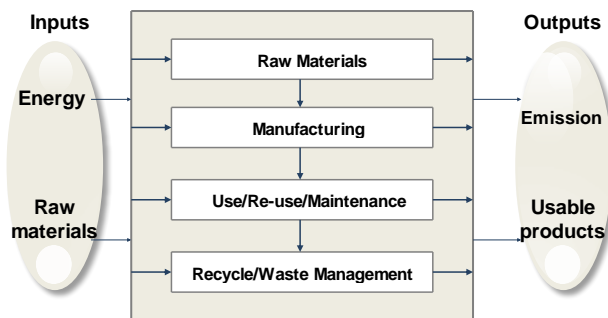 Inputs
Outputs
Energy
Raw
materials
Raw Materials
Manufacturing
Use/Re-use/Maintenance
Recycle/Waste Management
Emission
Usable
products